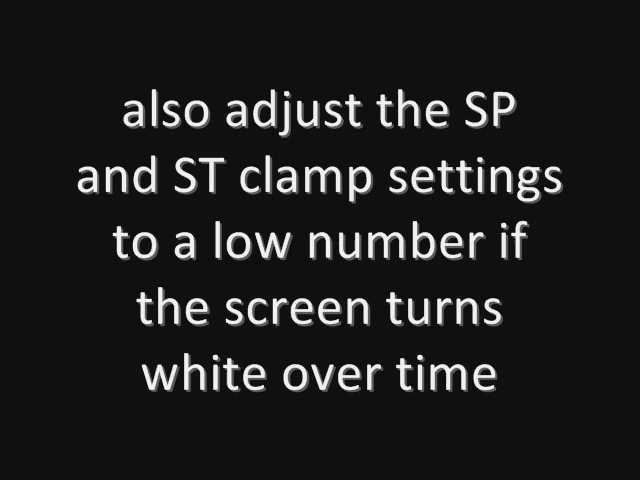 also adjust the SP
and ST clamp settings
to a low number if
the screen turns
white over time